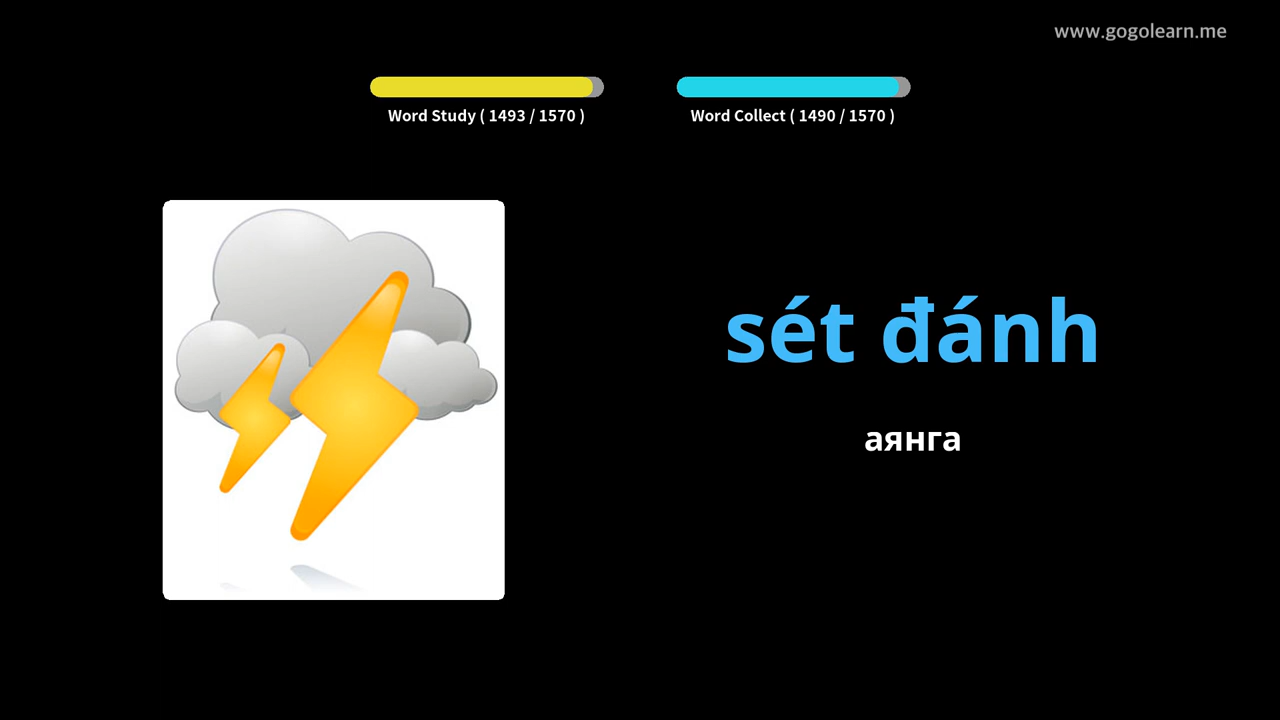 www.gogolearn.me
Word Study ( 1493 / 1570 )
Word Collect ( 1490 / 1570 )
sét đánh
аянга